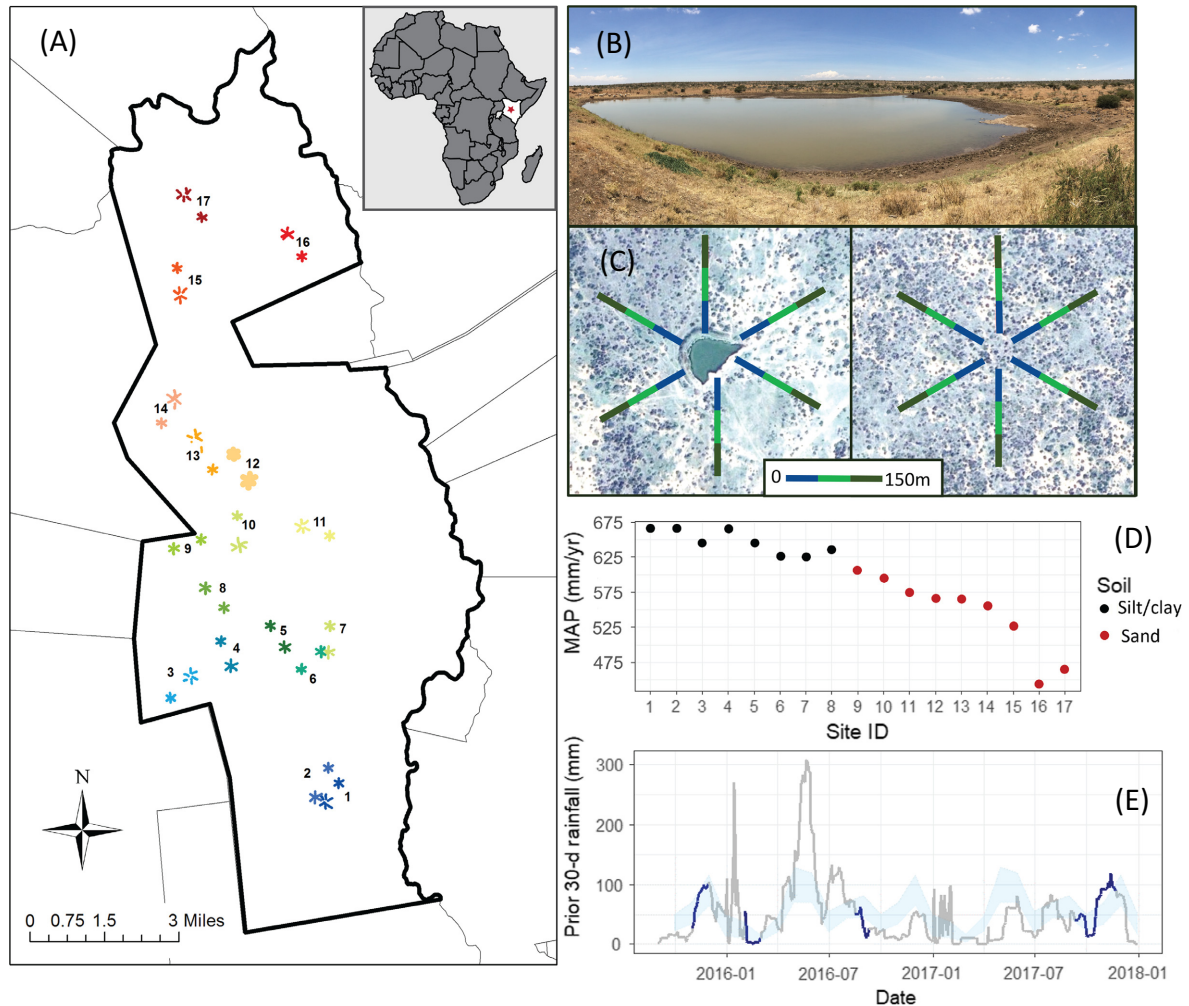 (A)
17
16
15
14
13
12
10
11
9
8
5
7
4
3
6
2
1
N
0 0.75 1.5 3 Miles
(B)
(C)
0 150m
(D)
MAP (mm/yr)
675
625
575
525
475
1 2 3 4 5 6 7 8 9 10 11 12 13 14 15 16 17
Site ID
Soil
Silt/clay
Sand
(E)
Prior 30-d rainfall (mm)
300
200
100
0
2016-01 2016-07 2017-01 2017-07 2018-01
Date